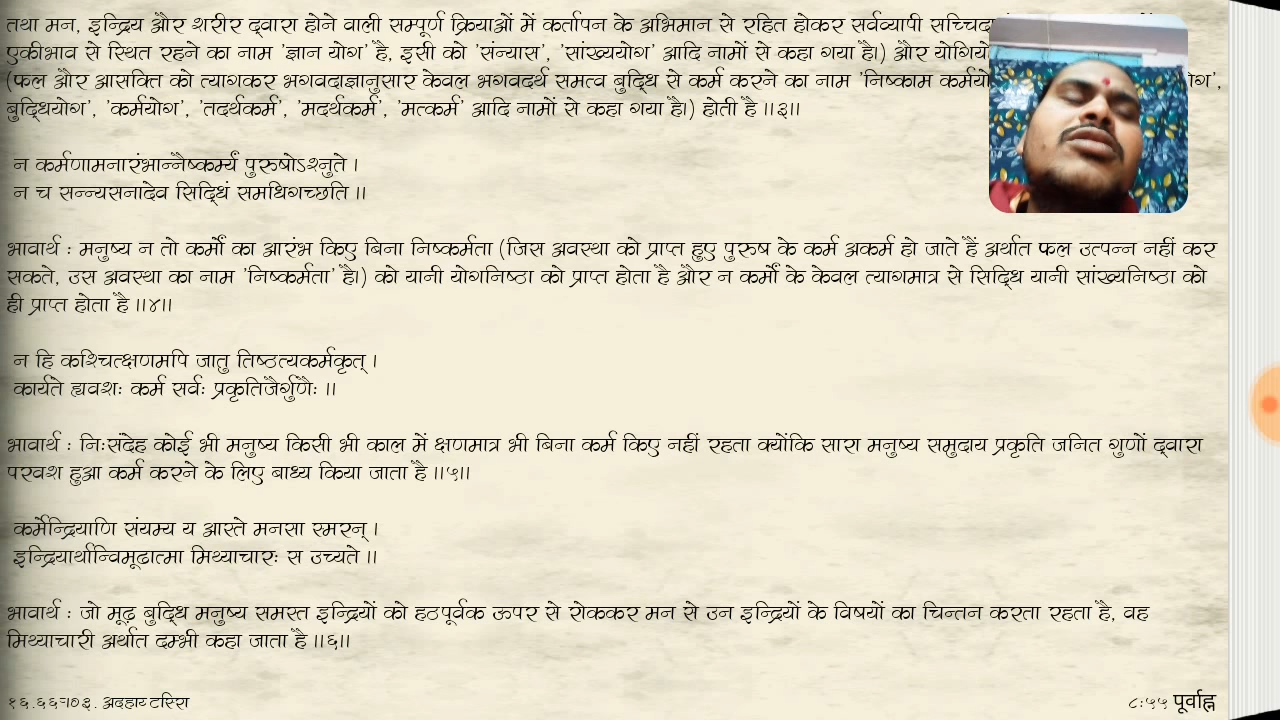 तथा मन, इन्द्रिय और शरीर द्वारा होने वाली सम्पूर्ण क्रियाओं में कर्तापन के अभिमान से रहित होकर सर्वव्यापी
एकीभाव से स्थित रहने का नाम 'ज्ञान योग' है, इसी को 'संन्यास', 'सांख्ययोग' आदि नामों से कहा गया है।) और
(फल और आसक्ति को त्यागकर भगवदाज्ञानुसार केवल भगवदर्थ समत्व बुद्धि से कर्म करने का नाम 'निष्काम
बुद्धियोग', 'कर्मयोग', 'तदर्थकर्म', 'मदर्थकर्म', 'मत्कर्म' आदि नामों से कहा गया है।) होती है ॥३॥
न कर्मणामनारंभान्नैष्कर्म्यं पुरुषोऽश्नुते ।
न च सन्न्यसनादेव सिद्धिं समधिगच्छति ॥
भावार्थ : मनुष्य न तो कर्मों का आरंभ किए बिना निष्कर्मता (जिस अवस्था को प्राप्त हुए पुरुष के कर्म अकर्म हो जाते हैं अर्थात फल उत्पन्न नहीं कर
सकते, उस अवस्था का नाम 'निष्कर्मता' है।) को यानी योगनिष्ठा को प्राप्त होता है और न कर्मों के केवल त्यागमात्र से सिद्धि यानी सांख्यनिष्ठा को
ही प्राप्त होता है ॥४॥
न हि कश्चित्क्षणमपि जातु तिष्ठत्यकर्मकृत् ।
कार्यते ह्यवशः कर्म सर्वः प्रकृतिजैर्गुणैः ॥
भावार्थ : निःसंदेह कोई भी मनुष्य किसी भी काल में क्षणमात्र भी बिना कर्म किए नहीं रहता क्योंकि सारा मनुष्य समुदाय प्रकृति जनित गुणों द्वारा
परवश हुआ कर्म करने के लिए बाध्य किया जाता है ॥५॥
कर्मेन्द्रियाणि संयम्य य आस्ते मनसा स्मरन् ।
इन्द्रियार्थान्विमूढात्मा मिथ्याचारः स उच्यते ॥
भावार्थ : जो मूढ़ बुद्धि मनुष्य समस्त इन्द्रियों को हठपूर्वक ऊपर से रोककर मन से उन इन्द्रियों के विषयों का चिन्तन करता रहता है, वह
मिथ्याचारी अर्थात दम्भी कहा जाता है ॥६॥
८:५५ पूर्वाह्न